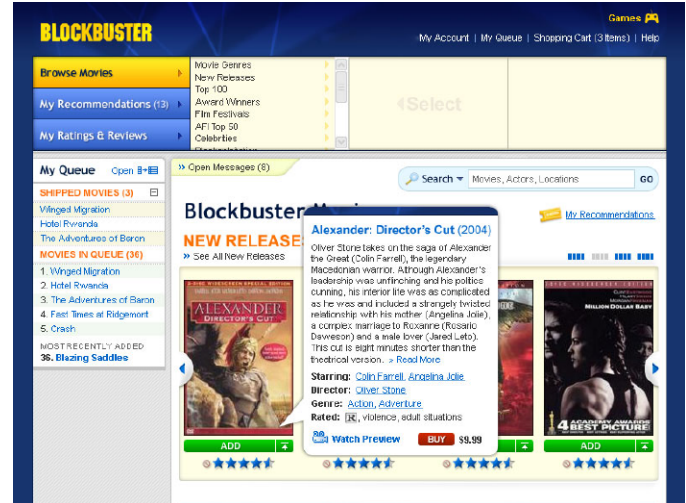 Games
BLOCKBUSTER
My Account | My Queue | Shopping Cart (3 Items) | Help
Browse Movies
My Recommendations (13)
My Ratings & Reviews
Movie Genres
New Releases
Top 100
Award Winners
Film Festivals
AFI Top 50
Celebrities
Select
My Queue Open
SHIPPED MOVIES (3)
Winged Migration
Hotel Rwanda
The Adventures of Baron
MOVIES IN QUEUE (36)
1. Winged Migration
2. Hotel Rwanda
3. The Adventures of Baron
4. Fast Times at Ridgemont
5. Crash
MOST RECENTLY ADDED
36. Blazing Saddles
» Open Messages (8)
Search Movies, Actors, Locations GO
Blockbuster
My Recommendations
NEW RELEASES
» See All New Releases
ALEXANDER
DIRECTOR'S CUT
ADD
Alexander: Director's Cut (2004)
Oliver Stone takes on the saga of Alexander
the Great (Colin Farrell), the legendary
Macedonian warrior. Although Alexander's
leadership was unflinching and his politics
cunning, his interior life was as complicated
as he was and included a strangely twisted
relationship with his mother (Angelina Jolie),
a complex marriage to Roxanne (Rosario
Daweson) and a male lover (Jared Leto).
This cut is eight minutes shorter than the
theatrical version. » Read More
Starring: Colin Farrell, Angelina Jolie
Director: Oliver Stone
Genre: Action, Adventure
Rated: R, violence, adult situations
Watch Preview BUY $9.99
MILLION DOLLAR BABY
4 ACADEMY AWARDS
BEST PICTURE
ADD